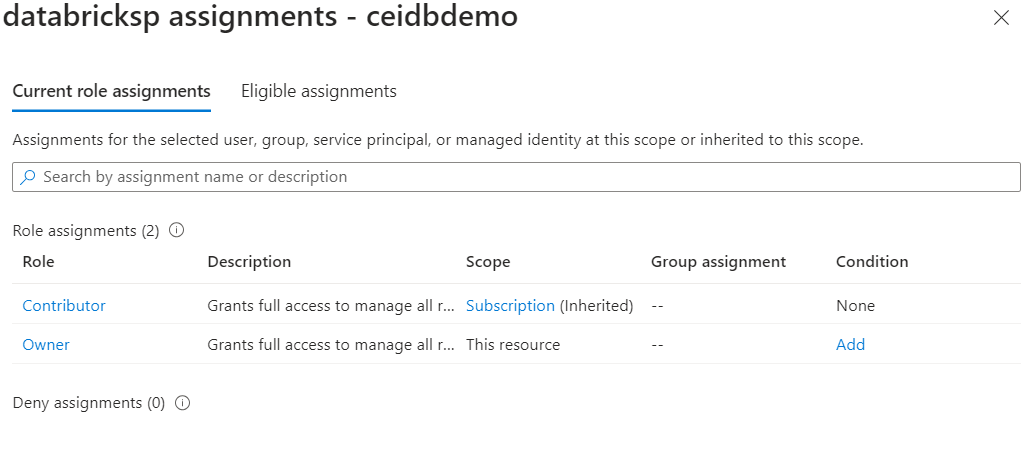 databricksp assignments - ceidbdemo
Current role assignments Eligible assignments
Assignments for the selected user, group, service principal, or managed identity at this scope or inherited to this scope.
Search by assignment name or description
Role assignments (2)
Role Description Scope Group assignment Condition
Contributor Grants full access to manage all r... Subscription (Inherited) -- None
Owner Grants full access to manage all r... This resource -- Add
Deny assignments (0)